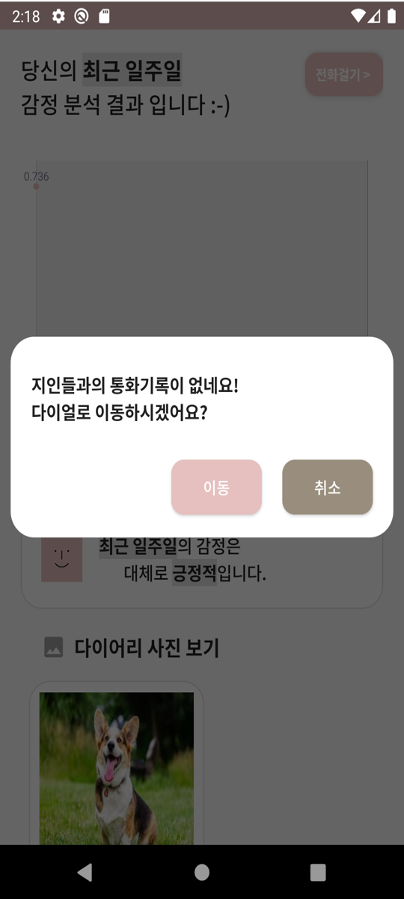 2:18
당신의 최근 일주일
감정 분석 결과 입니다 :-)
전화걸기 >
0.736
지인들과의 통화기록이 없네요!
다이얼로 이동하시겠어요?
이동
취소
최근 일주일의 감정은
대체로 긍정적입니다.
다이어리 사진 보기